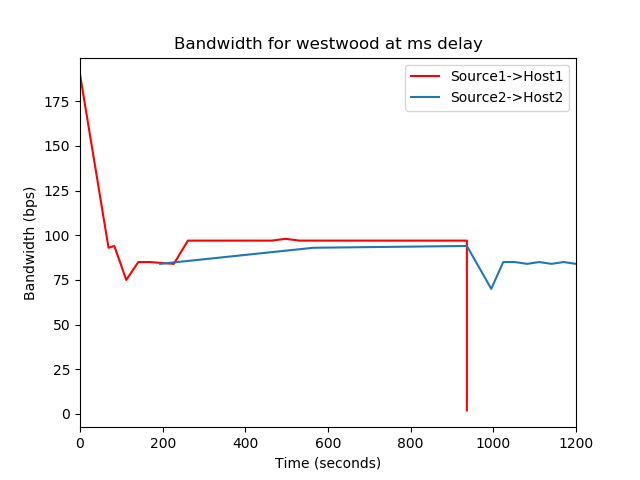 Bandwidth for westwood at ms delay
Source1->Host1
Source2->Host2
175
150
125
100
75
50
25
0
Bandwidth (bps)
0 200 400 600 800 1000 1200
Time (seconds)